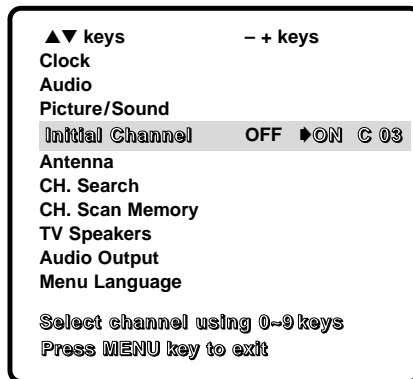 ▲▼ keys – + keys
Clock
Audio
Picture/Sound
Initial Channel OFF ➧ON C 03
Antenna
CH. Search
CH. Scan Memory
TV Speakers
Audio Output
Menu Language
Select channel using 0~9 keys
Press MENU key to exit